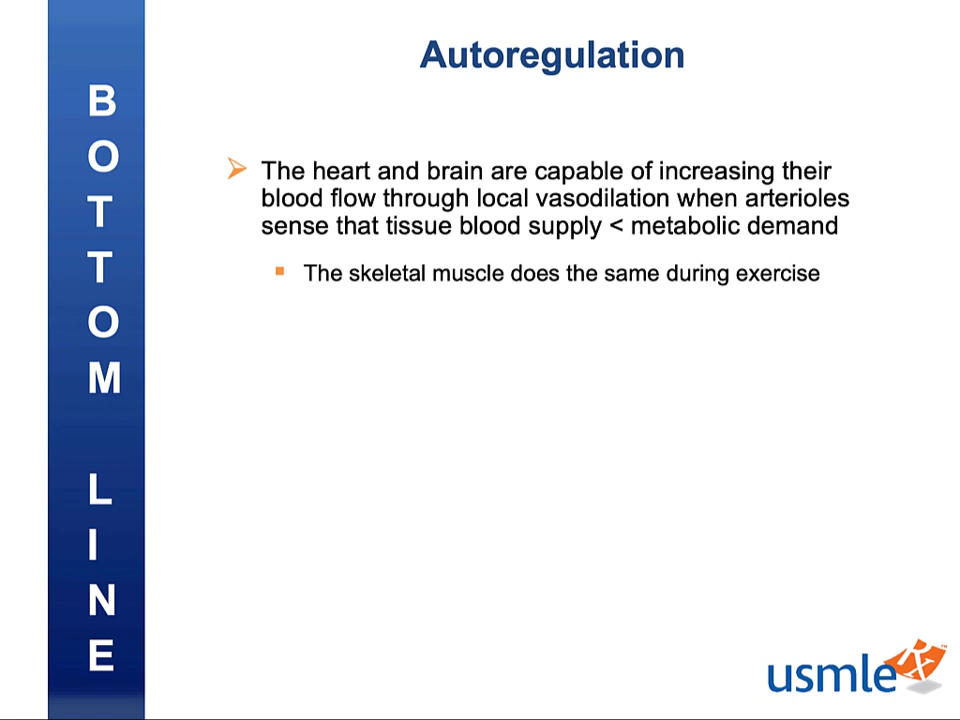 Autoregulation
BOTTOM LINE
➢ The heart and brain are capable of increasing their
blood flow through local vasodilation when arterioles
sense that tissue blood supply < metabolic demand
▪ The skeletal muscle does the same during exercise
usmle Rx™